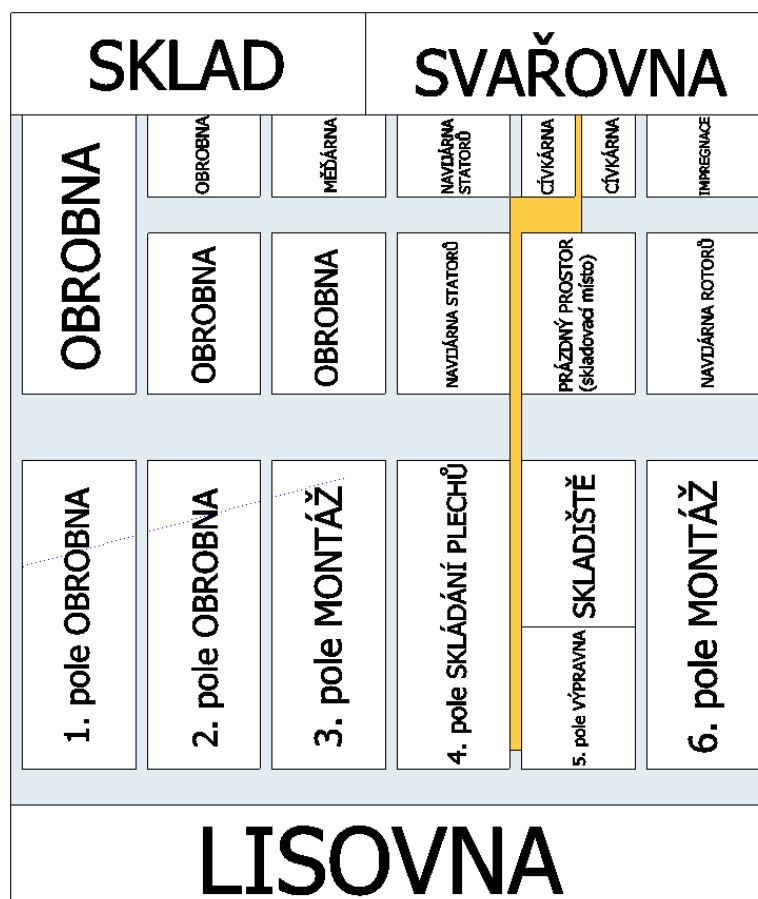 SKLAD
SVAŘOVNA
OBROBNA
OBROBNA
MĚĎÁRNA
NAVIJÁRNA
STATORŮ
CÍVKÁRNA
CÍVKÁRNA
IMPREGNACE
OBROBNA
OBROBNA
NAVIJÁRNA STATORŮ
PRÁZDNÝ PROSTOR
(skladovací místo)
NAVIJÁRNA ROTORŮ
1. pole OBROBNA
2. pole OBROBNA
3. pole MONTÁŽ
4. pole SKLÁDÁNÍ PLECHŮ
SKLADIŠTĚ
5. pole VÝPRAVNA
6. pole MONTÁŽ
LISOVNA